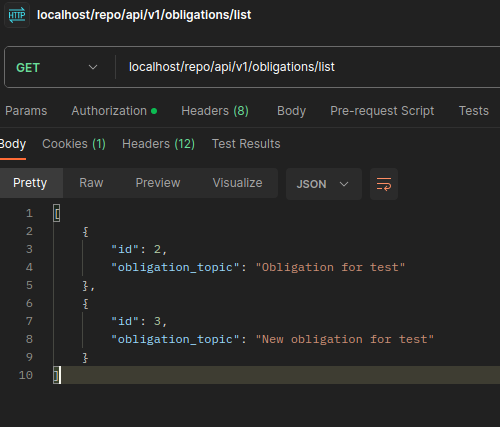 HTTP localhost/repo/api/v1/obligations/list
GET localhost/repo/api/v1/obligations/list
Params Authorization Headers (8) Body Pre-request Script Tests
Body Cookies (1) Headers (12) Test Results
Pretty Raw Preview Visualize JSON
1 [
2 {
3 "id": 2,
4 "obligation_topic": "Obligation for test"
5 },
6 {
7 "id": 3,
8 "obligation_topic": "New obligation for test"
9 }
10 ]